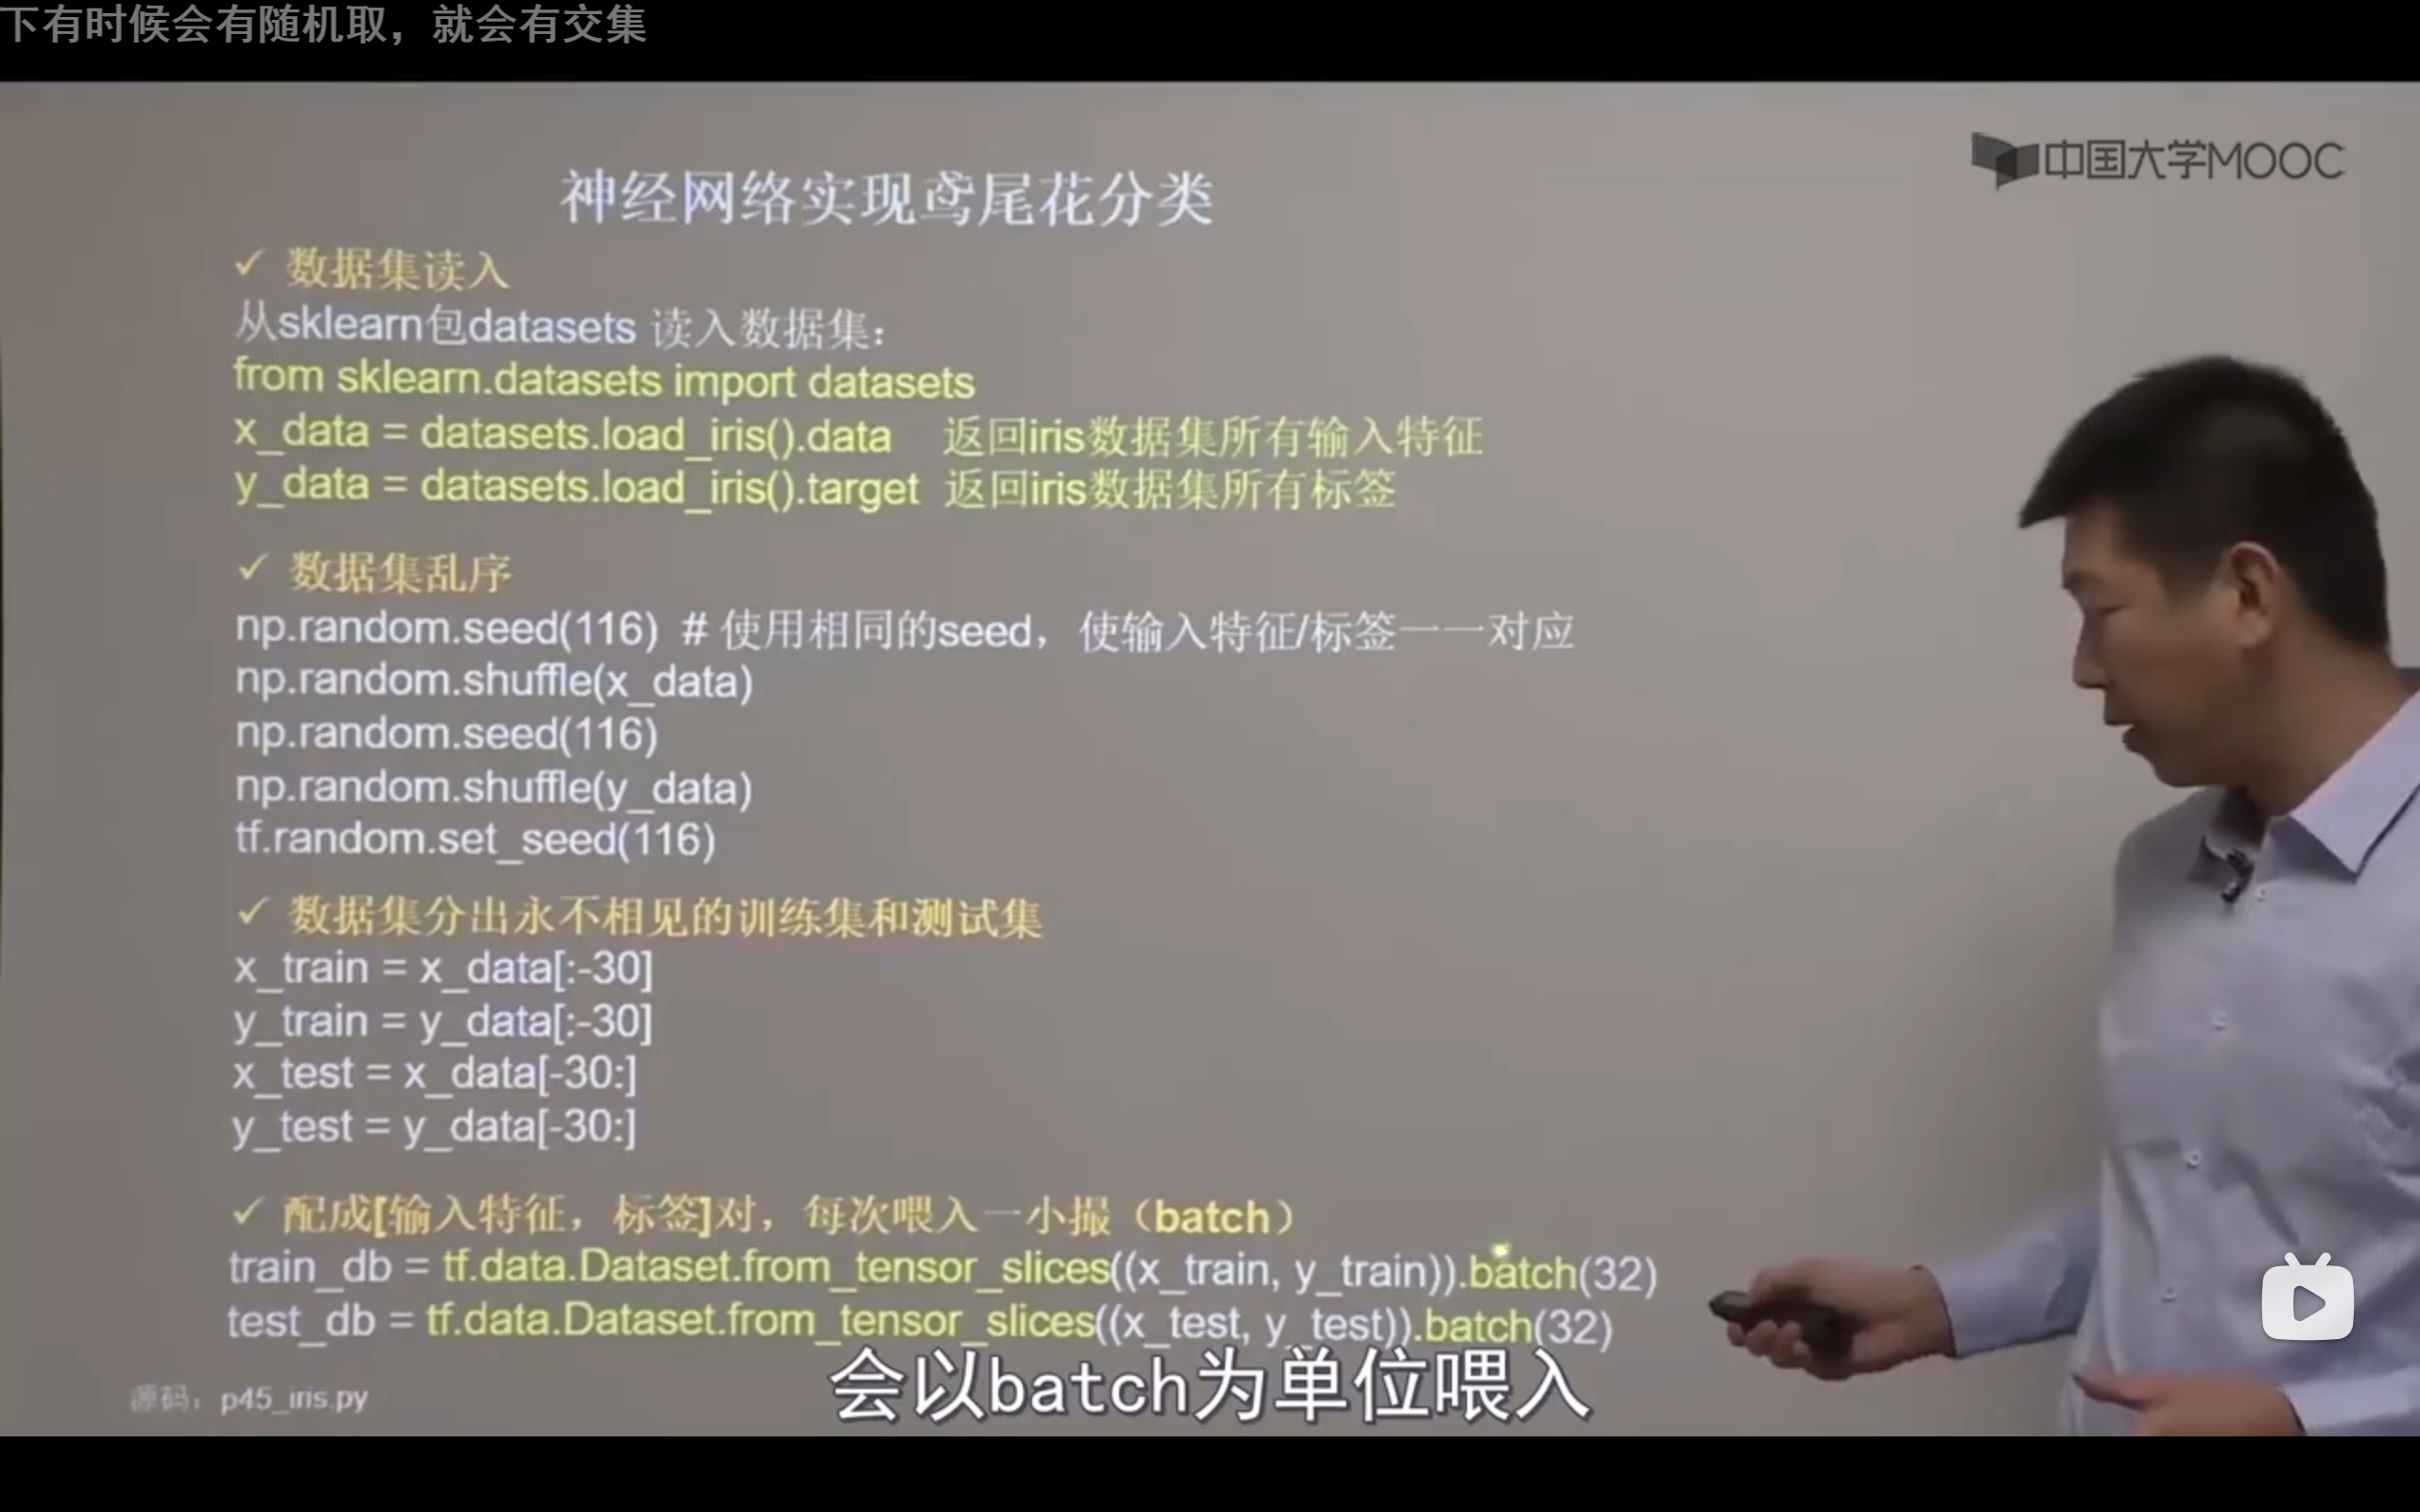 下有时候会有随机取，就会有交集
中国大学MOOC
神经网络实现鸢尾花分类
✓ 数据集读入
从sklearn包datasets 读入数据集：
from sklearn.datasets import datasets
x_data = datasets.load_iris().data 返回iris数据集所有输入特征
y_data = datasets.load_iris().target 返回iris数据集所有标签
✓ 数据集乱序
np.random.seed(116) # 使用相同的seed，使输入特征/标签一一对应
np.random.shuffle(x_data)
np.random.seed(116)
np.random.shuffle(y_data)
tf.random.set_seed(116)
✓ 数据集分出永不相见的训练集和测试集
x_train = x_data[:-30]
y_train = y_data[:-30]
x_test = x_data[-30:]
y_test = y_data[-30:]
✓ 配成[输入特征，标签]对，每次喂入一小撮（batch）
train_db = tf.data.Dataset.from_tensor_slices((x_train, y_train)).batch(32)
test_db = tf.data.Dataset.from_tensor_slices((x_test, y_test)).batch(32)
会以batch为单位喂入
源码：p45_iris.py